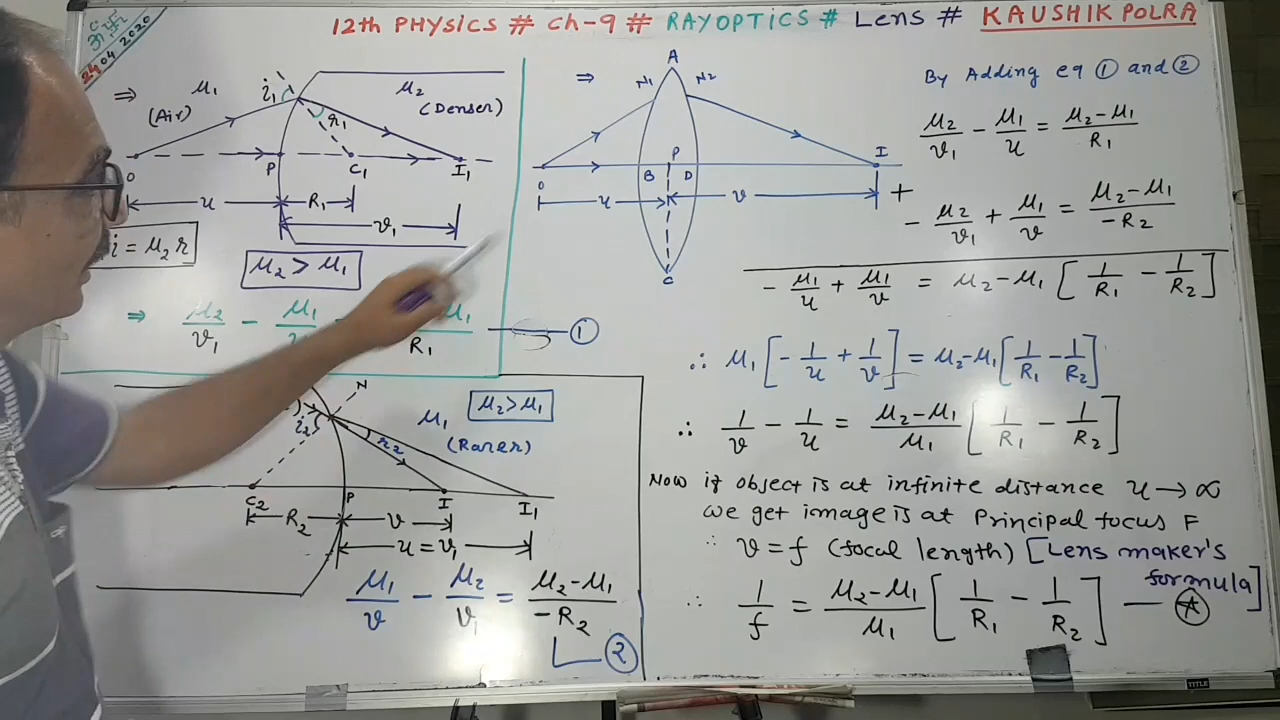 12th PHYSICS # Ch-9 # RAYOPTICS # Lens # KAUSHIK POLRA
24 04 2020
⇒ μ₁ i₁ μ₂
(Air) r₁ (Denser)
O P C₁ I₁
u R₁
v₁
i = μ₂ r
μ₂ > μ₁
⇒ μ₂/v₁ − μ₁/ − μ₁/R₁ — ①
N
i₂ r₂ μ₁ μ₂>μ₁
(Rarer)
C₂ P I I₁
R₂ v
u = v₁
μ₁/v − μ₂/v₁ = (μ₂−μ₁)/−R₂
②
⇒ A
N1 N2
O B P D I
u v
C
By Adding eq ① and ②
μ₂/v₁ − μ₁/u = (μ₂−μ₁)/R₁
+ − μ₂/v₁ + μ₁/v = (μ₂−μ₁)/−R₂
− μ₁/u + μ₁/v = μ₂−μ₁ [1/R₁ − 1/R₂]
∴ μ₁ [−1/u + 1/v] = μ₂−μ₁ [1/R₁ − 1/R₂]
∴ 1/v − 1/u = (μ₂−μ₁)/μ₁ [1/R₁ − 1/R₂]
Now if object is at infinite distance u → ∞
we get image is at Principal focus F
∴ v = f (focal length) [Lens maker's formula]
∴ 1/f = (μ₂−μ₁)/μ₁ [1/R₁ − 1/R₂] —
TITLE